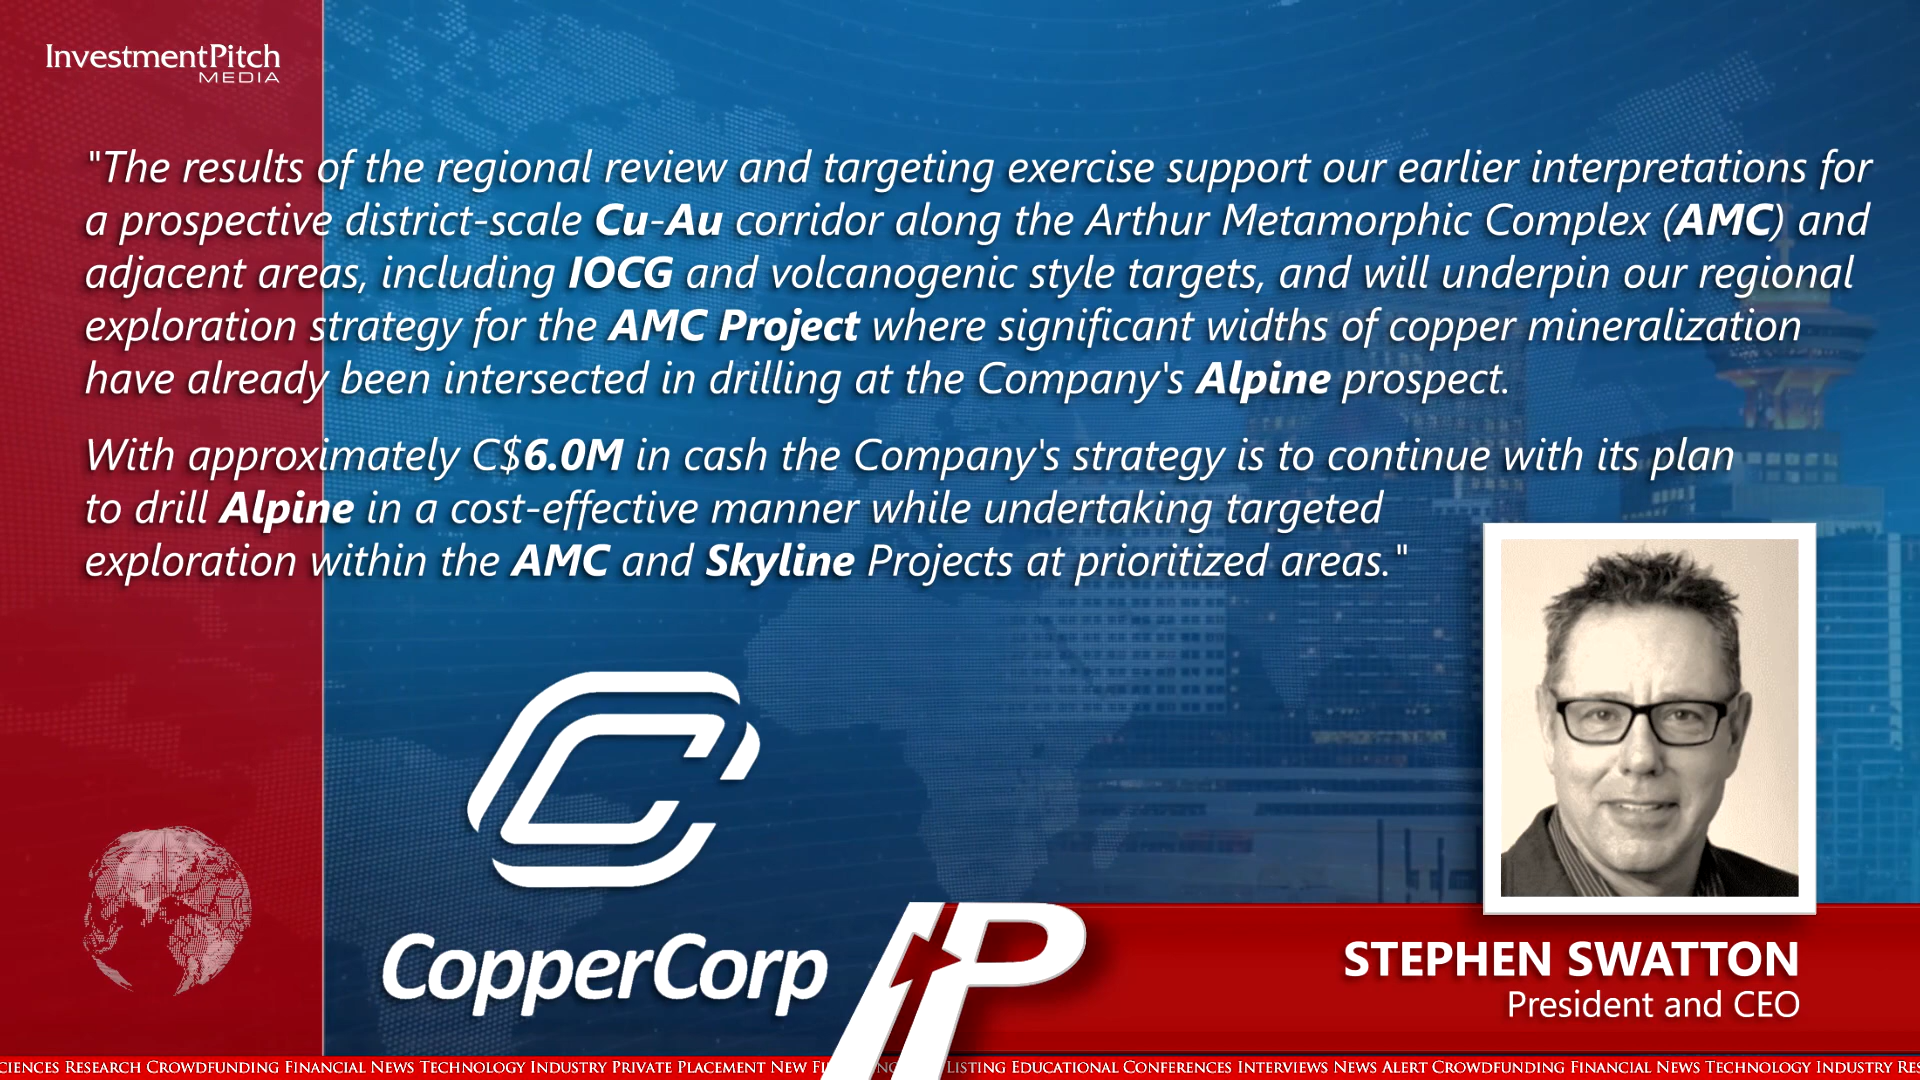 InvestmentPitch
MEDIA
"The results of the regional review and targeting exercise support our earlier interpretations for
a prospective district-scale Cu-Au corridor along the Arthur Metamorphic Complex (AMC) and
adjacent areas, including IOCG and volcanogenic style targets, and will underpin our regional
exploration strategy for the AMC Project where significant widths of copper mineralization
have already been intersected in drilling at the Company's Alpine prospect.
With approximately C$6.0M in cash the Company's strategy is to continue with its plan
to drill Alpine in a cost-effective manner while undertaking targeted
exploration within the AMC and Skyline Projects at prioritized areas."
CopperCorp
IP
STEPHEN SWATTON
President and CEO
CIENCES RESEARCH CROWDFUNDING FINANCIAL NEWS TECHNOLOGY INDUSTRY PRIVATE PLACEMENT NEW LISTING EDUCATIONAL CONFERENCES INTERVIEWS NEWS ALERT CROWDFUNDING FINANCIAL NEWS TECHNOLOGY INDUSTRY RES